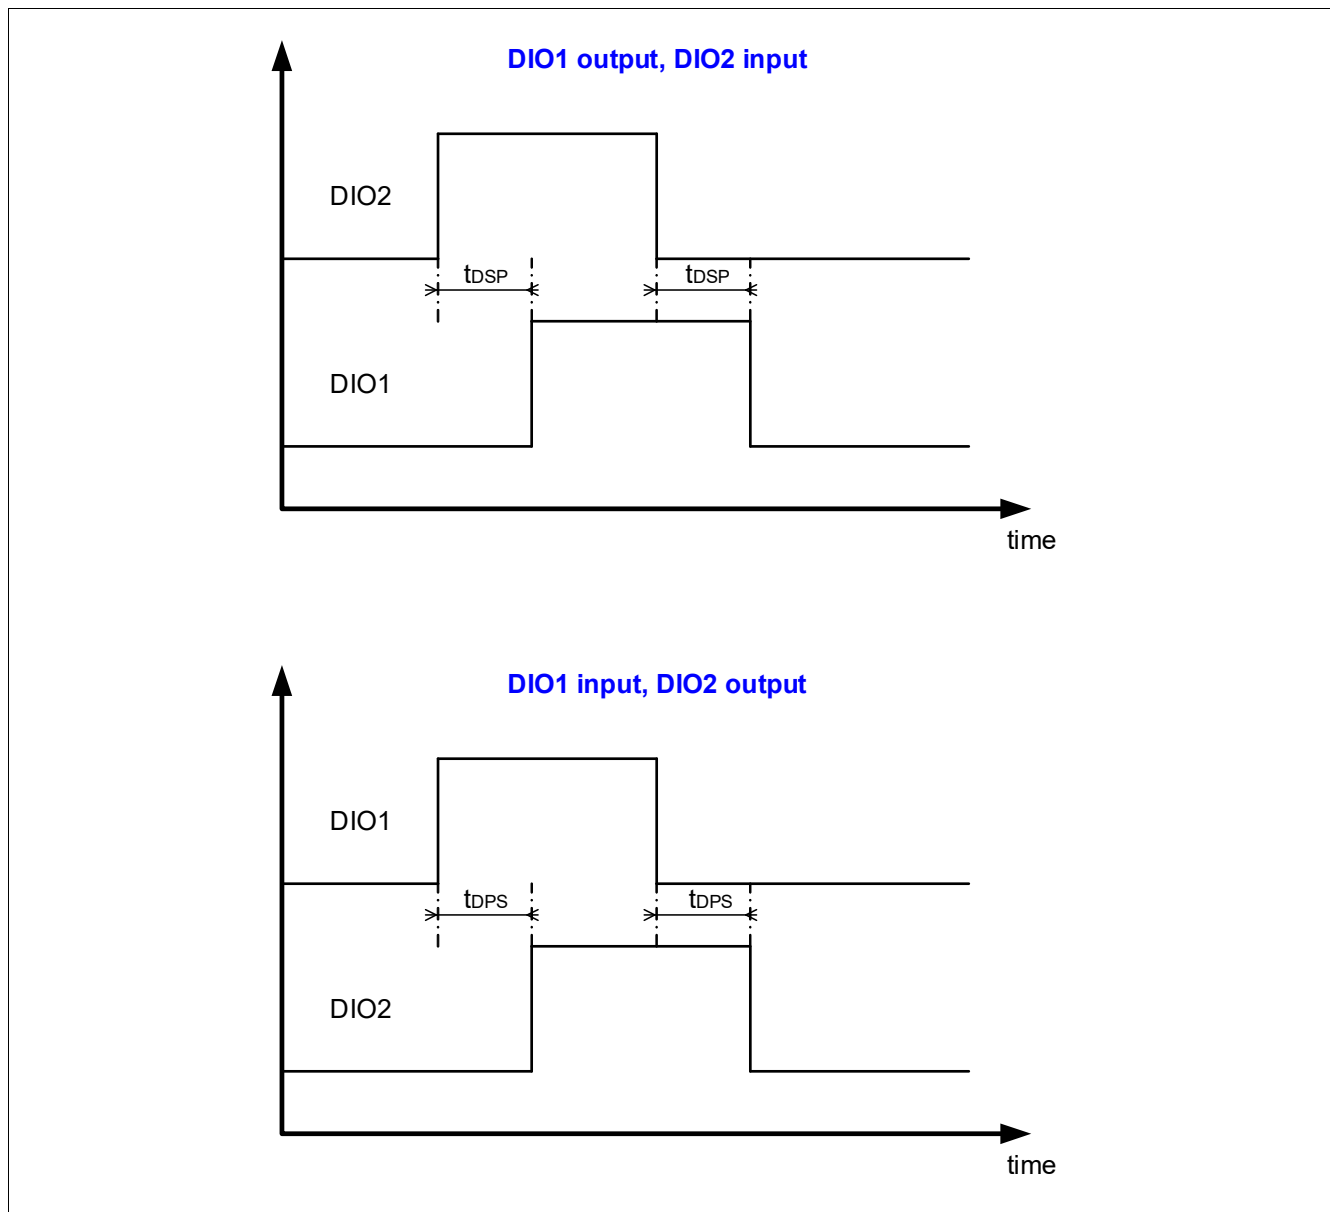 DIO1 output, DIO2 input
DIO2
tDSP tDSP
DIO1
time
DIO1 input, DIO2 output
DIO1
tDPS tDPS
DIO2
time